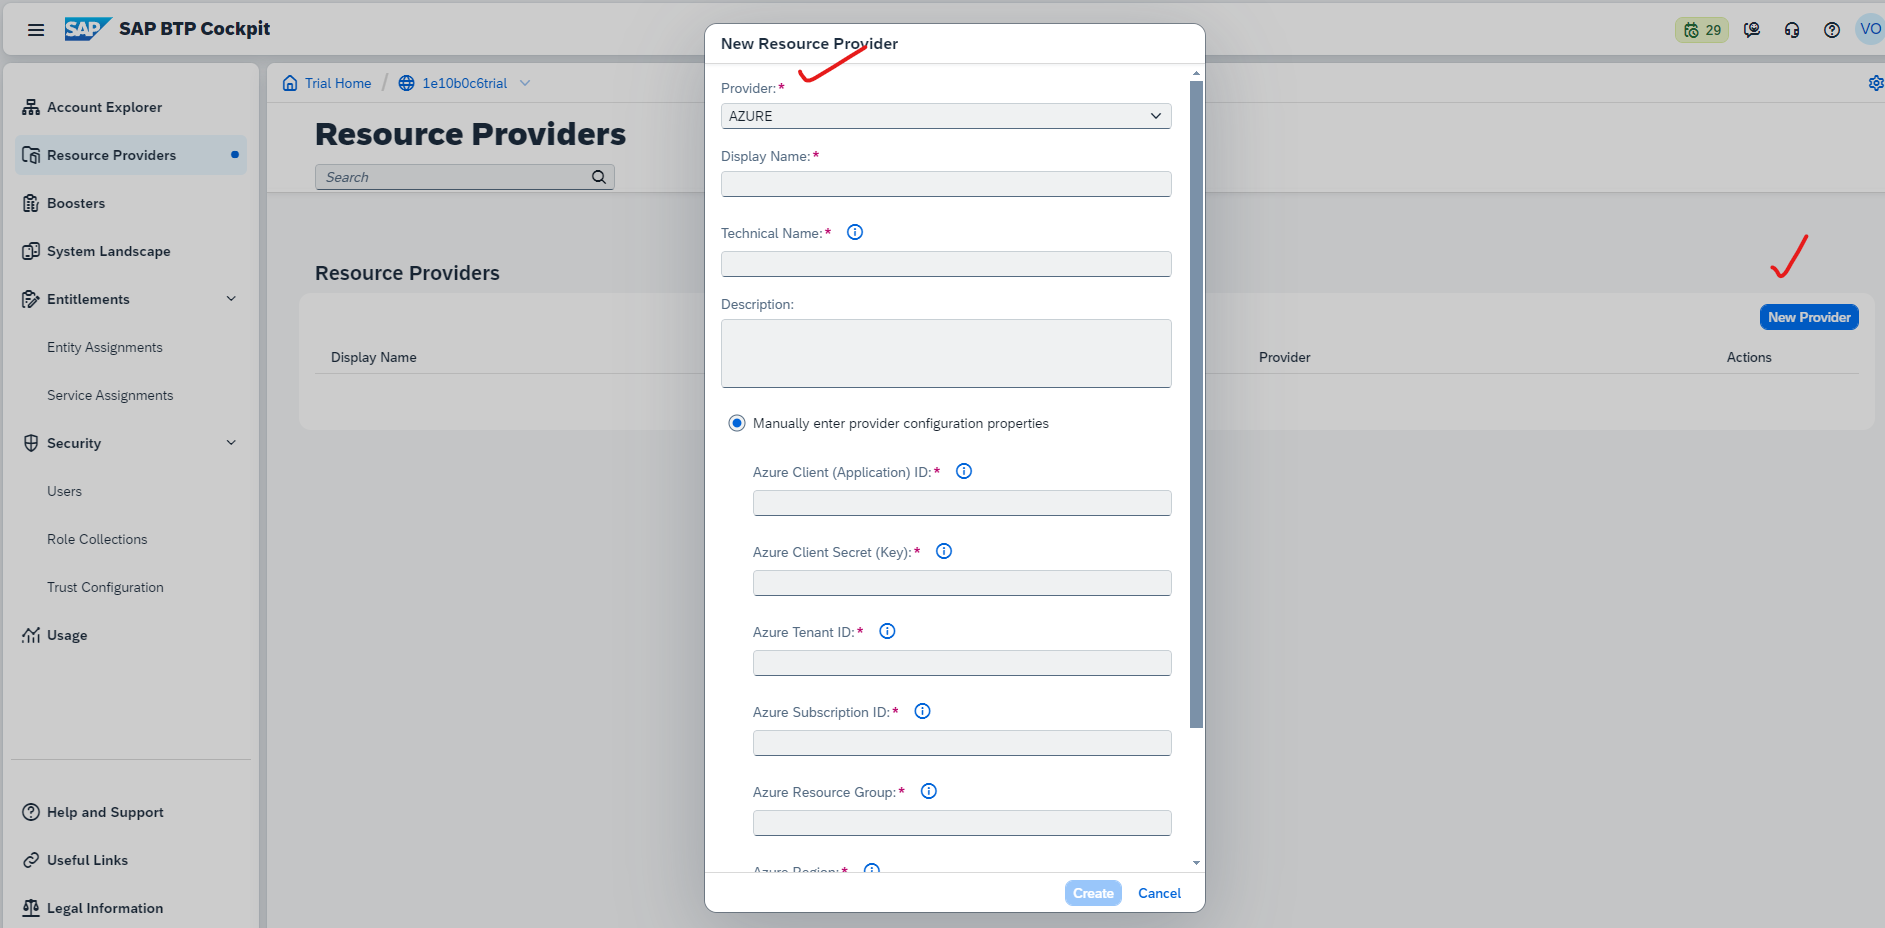 SAP SAP BTP Cockpit
29
VO
Account Explorer
Resource Providers
Boosters
System Landscape
Entitlements
Entity Assignments
Service Assignments
Security
Users
Role Collections
Trust Configuration
Usage
Help and Support
Useful Links
Legal Information
Trial Home / 1e10b0c6trial
Resource Providers
Search
Resource Providers
New Provider
Display Name Provider Actions
New Resource Provider
Provider:*
AZURE
Display Name:*
Technical Name:*
Description:
Manually enter provider configuration properties
Azure Client (Application) ID:*
Azure Client Secret (Key):*
Azure Tenant ID:*
Azure Subscription ID:*
Azure Resource Group:*
Azure Region:*
Create Cancel